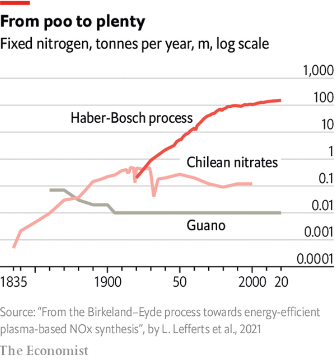 From poo to plenty
Fixed nitrogen, tonnes per year, m, log scale
1,000
100
Haber-Bosch process
10
1
Chilean nitrates
0.1
0.01
Guano
0.001
0.0001
1835 1900 50 2000 20
Source: “From the Birkeland–Eyde process towards energy-efficient
plasma-based NOx synthesis”, by L. Lefferts et al., 2021
The Economist